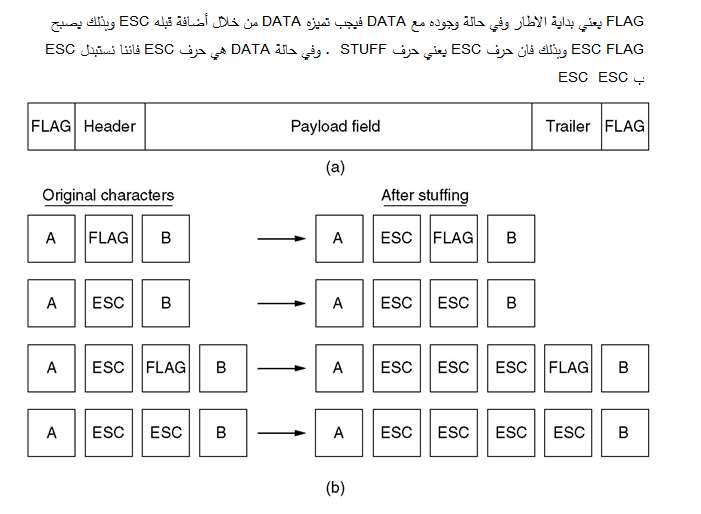 FLAG يعني بداية الاطار وفي حالة وجوده مع DATA فيجب تميزه DATA من خلال أضافة قبله ESC وبذلك يصبح
ESC FLAG وبذلك فان حرف ESC يعني حرف STUFF . وفي حالة DATA هي حرف ESC فاننا نستبدل ESC
ب ESC ESC
FLAG Header Payload field Trailer FLAG
(a)
Original characters After stuffing
A FLAG B A ESC FLAG B
A ESC B A ESC ESC B
A ESC FLAG B A ESC ESC ESC FLAG B
A ESC ESC B A ESC ESC ESC ESC B
(b)